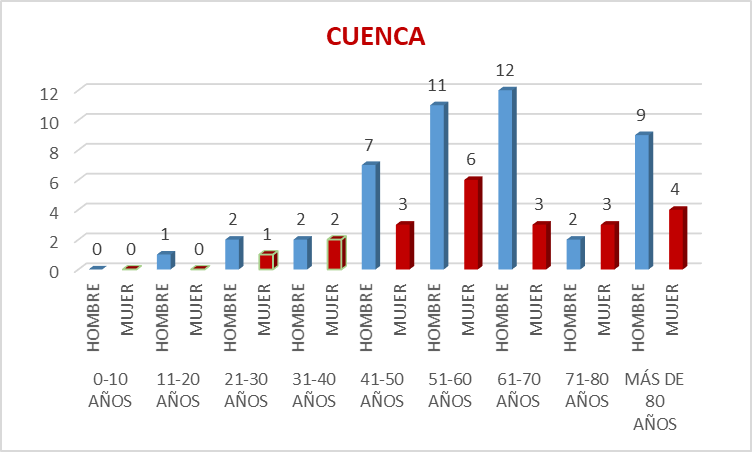 CUENCA
12
10
8
6
4
2
0
0 0 1 0 2 1 2 2 7 3 11 6 12 3 2 3 9 4
HOMBRE MUJER HOMBRE MUJER HOMBRE MUJER HOMBRE MUJER HOMBRE MUJER HOMBRE MUJER HOMBRE MUJER HOMBRE MUJER HOMBRE MUJER
0-10
AÑOS
11-20
AÑOS
21-30
AÑOS
31-40
AÑOS
41-50
AÑOS
51-60
AÑOS
61-70
AÑOS
71-80
AÑOS
MÁS DE
80
AÑOS